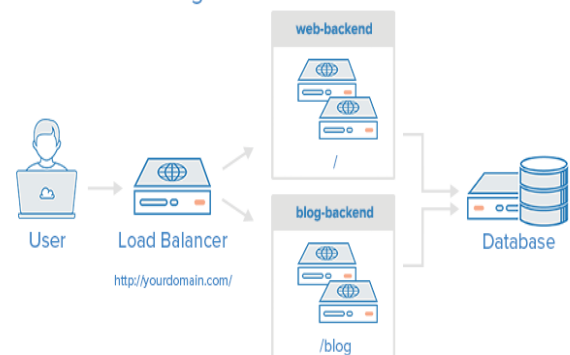 web-backend
/
User
Load Balancer
http://yourdomain.com/
blog-backend
/blog
Database